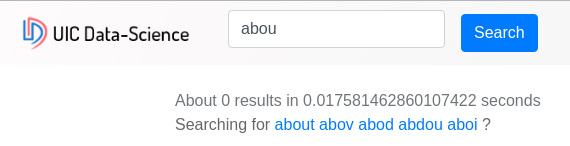 UIC Data-Science
abou
Search
About 0 results in 0.017581462860107422 seconds
Searching for about abov abod abdou aboi ?